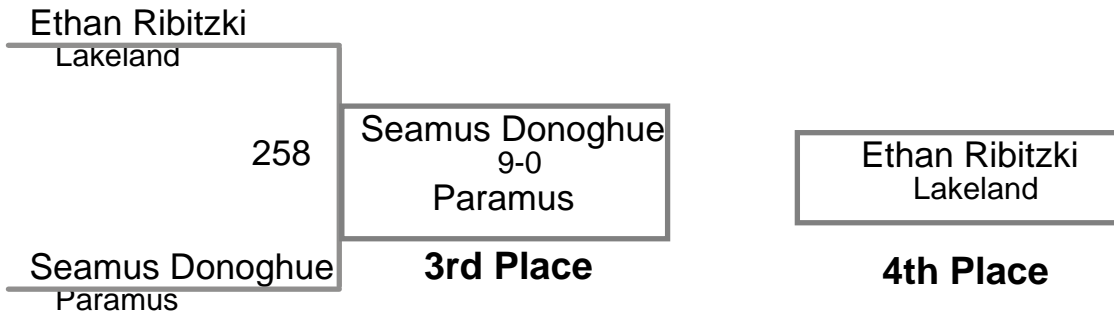 Ethan Ribitzki
Lakeland
258
Seamus Donoghue
Paramus
Seamus Donoghue
9-0
Paramus
3rd Place
Ethan Ribitzki
Lakeland
4th Place